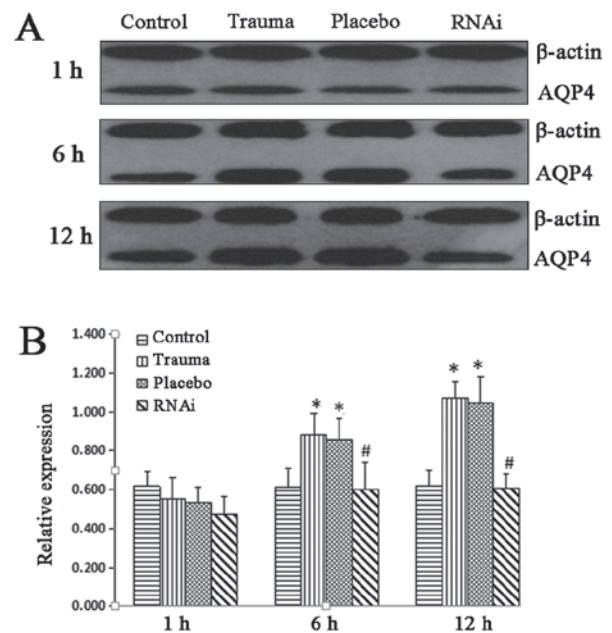 A
Control Trauma Placebo RNAi
1 h
β-actin
AQP4
6 h
β-actin
AQP4
12 h
β-actin
AQP4
B
Relative expression
1.400
1.200
1.000
0.800
0.600
0.400
0.200
0.000
Control
Trauma
Placebo
RNAi
* * #
* * #
1 h 6 h 12 h